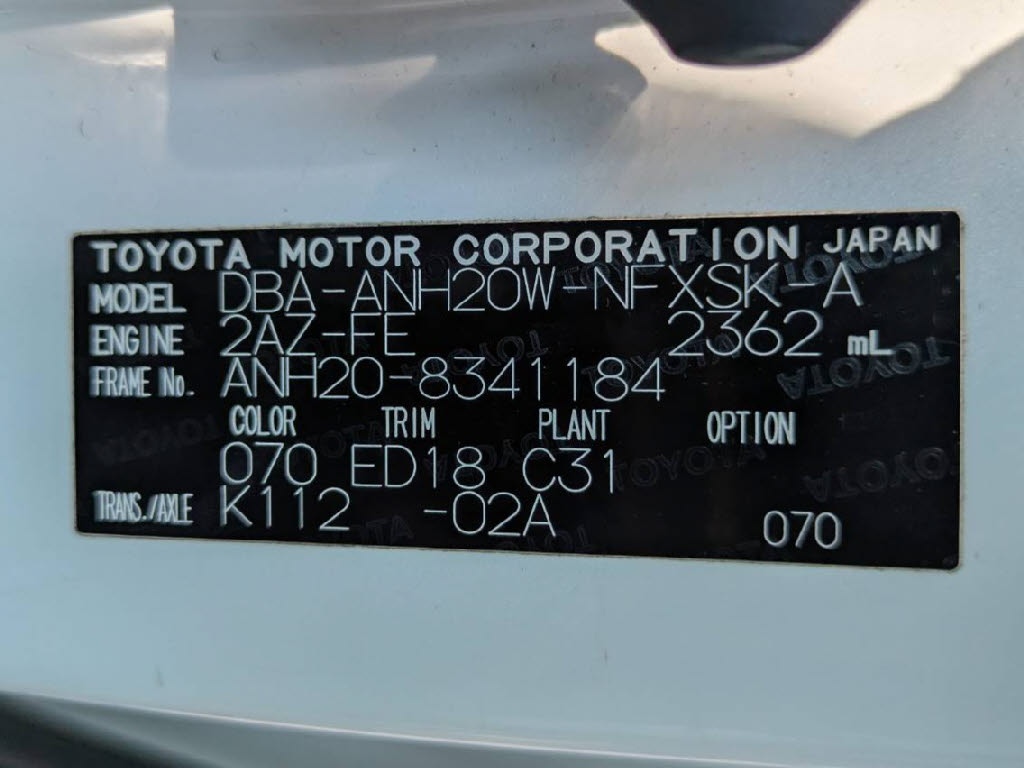 TOYOTA MOTOR CORPORATION JAPAN
MODEL DBA-ANH20W-NFXSK-A
ENGINE 2AZ-FE 2362 mL
FRAME No. ANH20-8341184
COLOR TRIM PLANT OPTION
070 ED18 C31
TRANS./AXLE K112 -02A 070